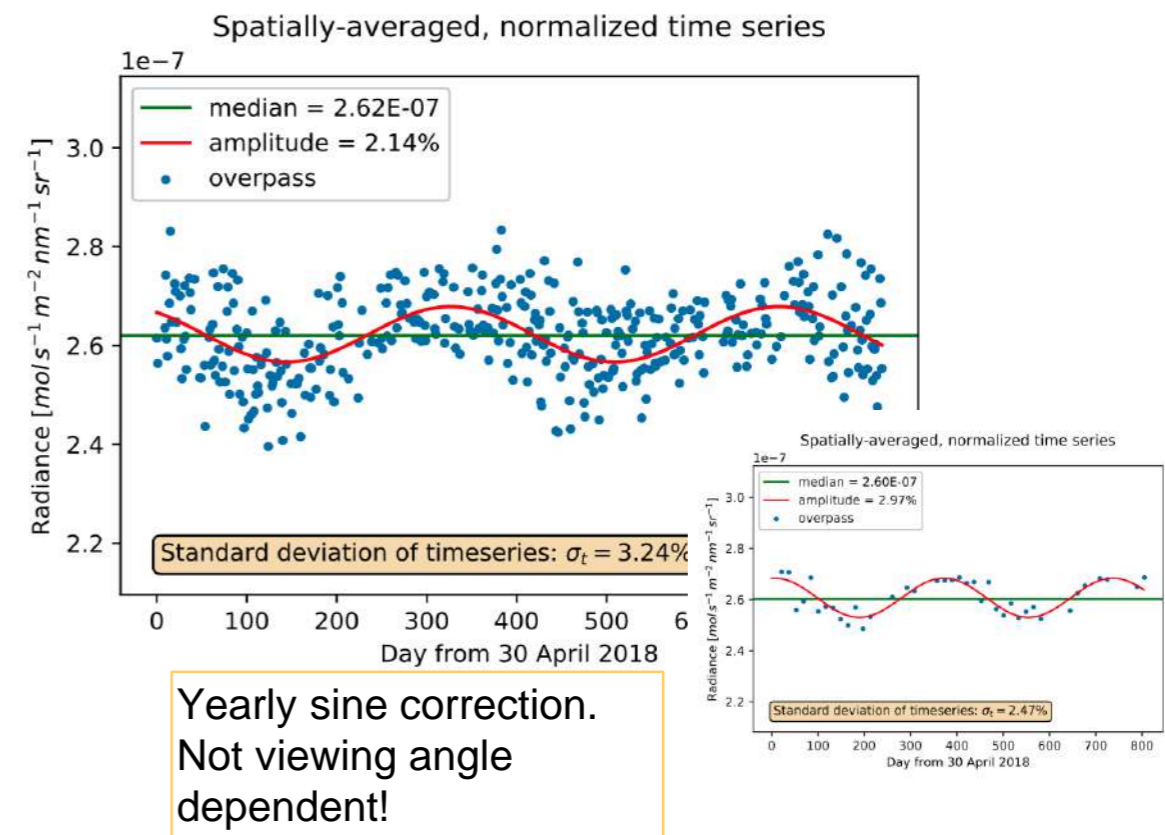 Spatially-averaged, normalized time series
1e−7
median = 2.62E-07
amplitude = 2.14%
overpass
Radiance [mol s⁻¹ m⁻² nm⁻¹ sr⁻¹]
3.0
2.8
2.6
2.4
2.2
Standard deviation of timeseries: σₜ = 3.24%
0 100 200 300 400 500 6
Day from 30 April 2018
Spatially-averaged, normalized time series
1e−7
median = 2.60E-07
amplitude = 2.97%
overpass
Radiance [mol s⁻¹ m⁻² nm⁻¹ sr⁻¹]
3.0
2.8
2.6
2.4
2.2
Standard deviation of timeseries: σₜ = 2.47%
0 100 200 300 400 500 600 700 800
Day from 30 April 2018
Yearly sine correction.
Not viewing angle
dependent!